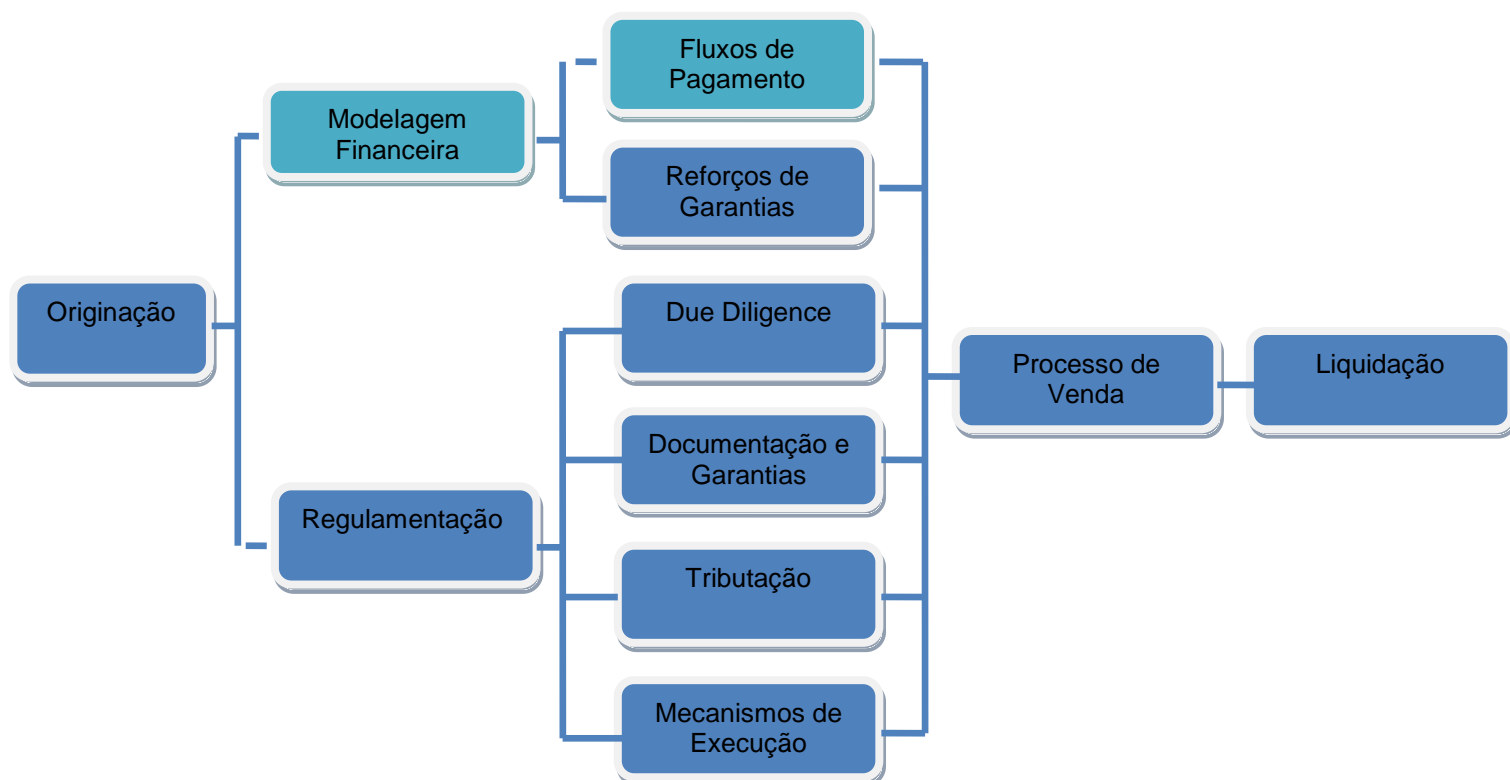 Originação
Modelagem
Financeira
Regulamentação
Fluxos de
Pagamento
Reforços de
Garantias
Due Diligence
Documentação e
Garantias
Tributação
Mecanismos de
Execução
Processo de
Venda
Liquidação